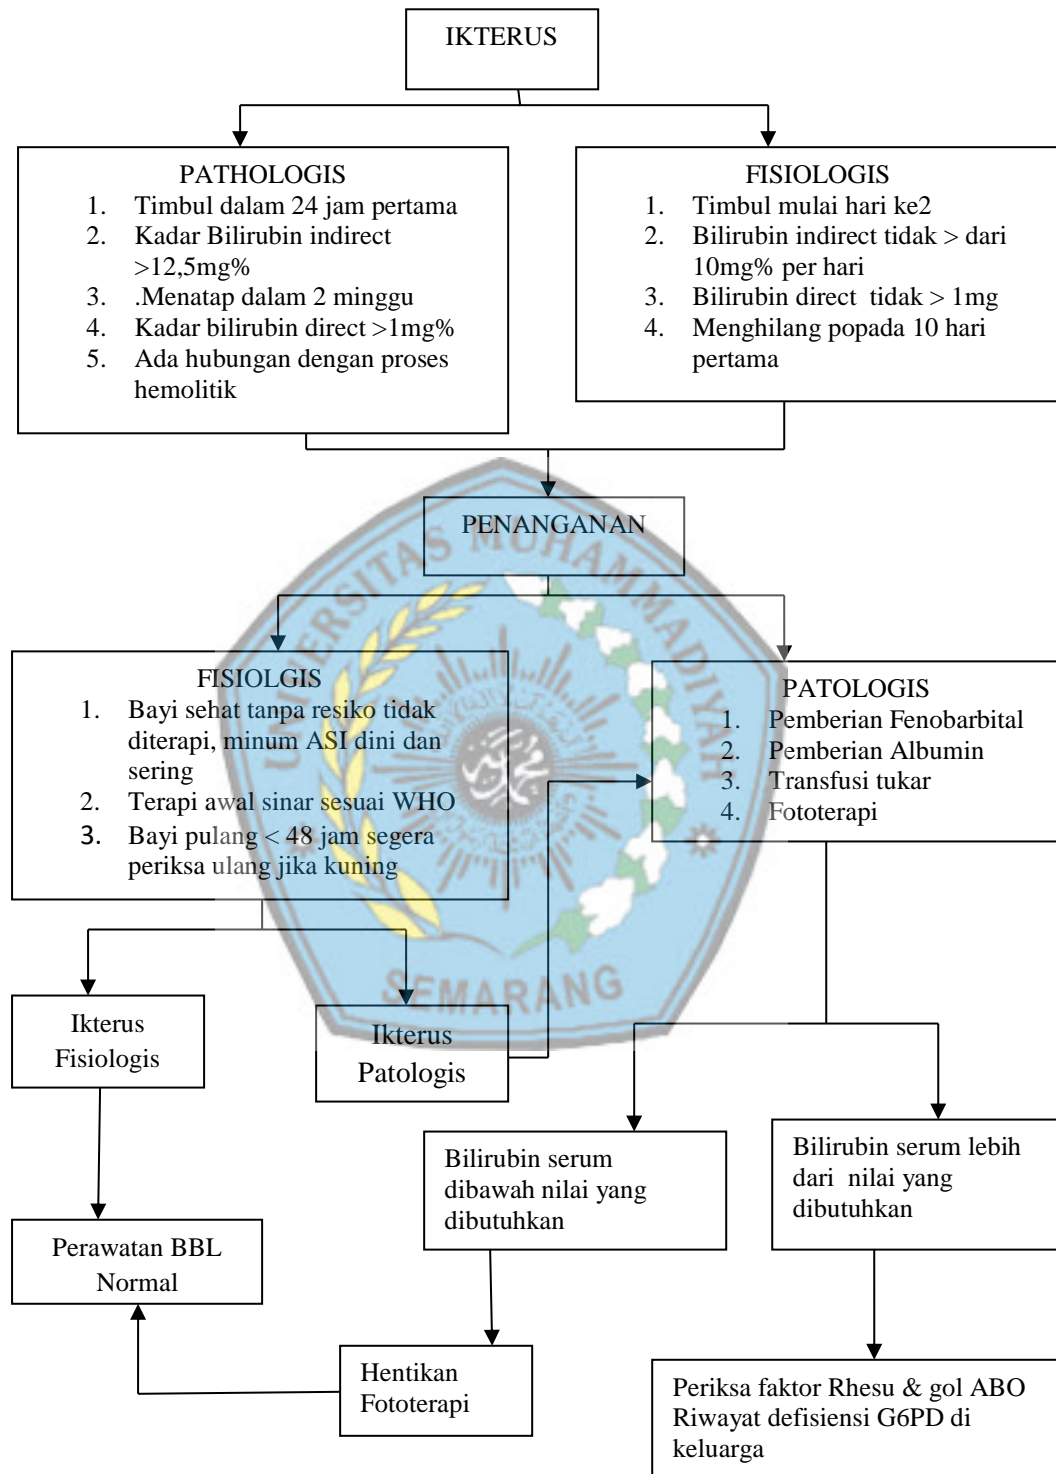 IKTERUS
PATHOLOGIS
1. Timbul dalam 24 jam pertama
2. Kadar Bilirubin indirect
>12,5mg%
3. .Menatap dalam 2 minggu
4. Kadar bilirubin direct >1mg%
5. Ada hubungan dengan proses
hemolitik
FISIOLOGIS
1. Timbul mulai hari ke2
2. Bilirubin indirect tidak > dari
10mg% per hari
3. Bilirubin direct tidak > 1mg
4. Menghilang popada 10 hari
pertama
PENANGANAN
UNIVERSITAS MUHAMMADIYAH
SEMARANG
FISIOLGIS
1. Bayi sehat tanpa resiko tidak
diterapi, minum ASI dini dan
sering
2. Terapi awal sinar sesuai WHO
3. Bayi pulang < 48 jam segera
periksa ulang jika kuning
PATOLOGIS
1. Pemberian Fenobarbital
2. Pemberian Albumin
3. Transfusi tukar
4. Fototerapi
Ikterus
Fisiologis
Ikterus
Patologis
Bilirubin serum
dibawah nilai yang
dibutuhkan
Bilirubin serum lebih
dari nilai yang
dibutuhkan
Perawatan BBL
Normal
Hentikan
Fototerapi
Periksa faktor Rhesu & gol ABO
Riwayat defisiensi G6PD di
keluarga